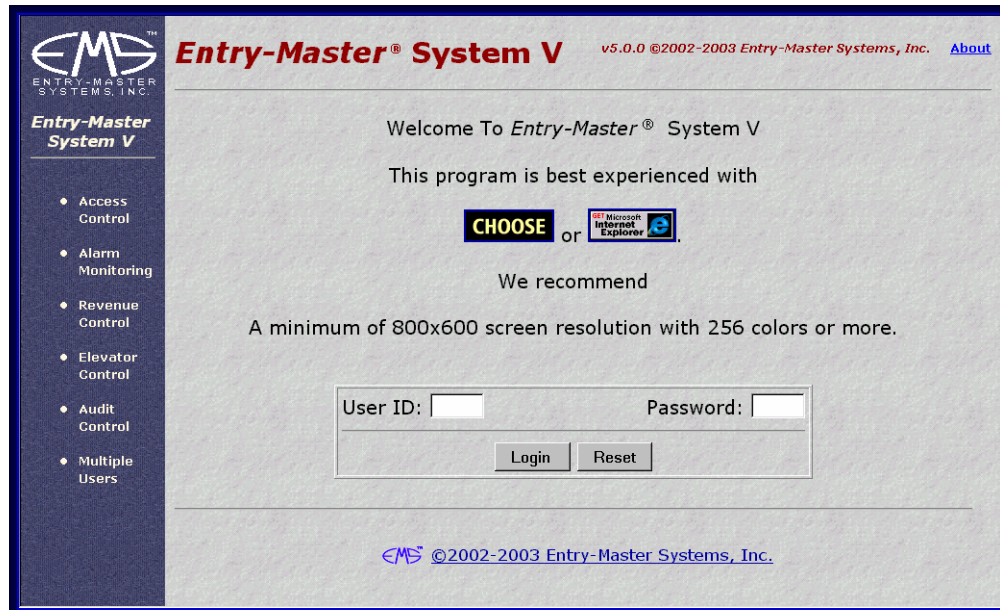 EMS™
ENTRY-MASTER
SYSTEMS, INC.
Entry-Master
System V
Access
Control
Alarm
Monitoring
Revenue
Control
Elevator
Control
Audit
Control
Multiple
Users
Entry-Master® System V
v5.0.0 ©2002-2003 Entry-Master Systems, Inc.
About
Welcome To Entry-Master ® System V
This program is best experienced with
CHOOSE or GET Microsoft Internet Explorer.
We recommend
A minimum of 800x600 screen resolution with 256 colors or more.
User ID: Password:
Login Reset
EMS™ ©2002-2003 Entry-Master Systems, Inc.